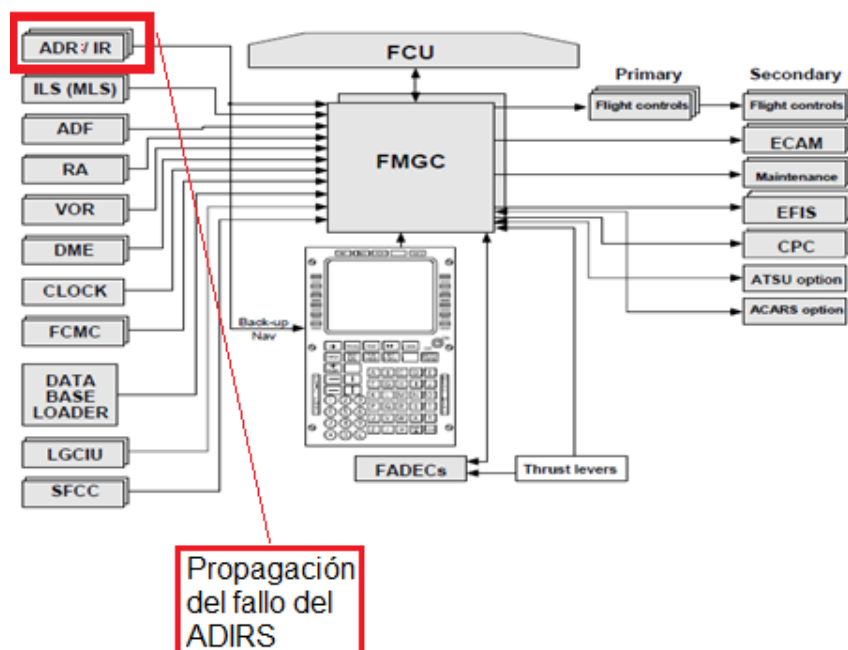 ADR / IR
ILS (MLS)
ADF
RA
VOR
DME
CLOCK
FCMC
DATA
BASE
LOADER
LGCIU
SFCC
FCU
FMGC
Back-up
Nav
FADECs
Thrust levers
Primary
Flight controls
Secondary
Flight controls
ECAM
Maintenance
EFIS
CPC
ATSU option
ACARS option
Propagación
del fallo del
ADIRS